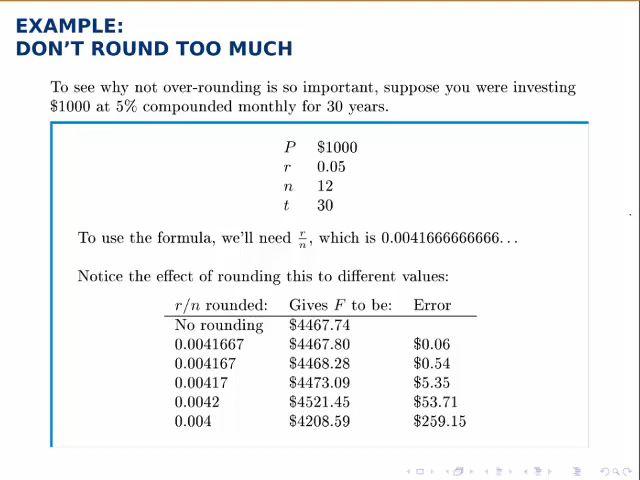 EXAMPLE:
DON'T ROUND TOO MUCH
To see why not over-rounding is so important, suppose you were investing
$1000 at 5% compounded monthly for 30 years.
P $1000
r 0.05
n 12
t 30
To use the formula, we'll need r/n, which is 0.0041666666666...
Notice the effect of rounding this to different values:
r/n rounded: Gives F to be: Error
No rounding $4467.74
0.0041667 $4467.80 $0.06
0.004167 $4468.28 $0.54
0.00417 $4473.09 $5.35
0.0042 $4521.45 $53.71
0.004 $4208.59 $259.15